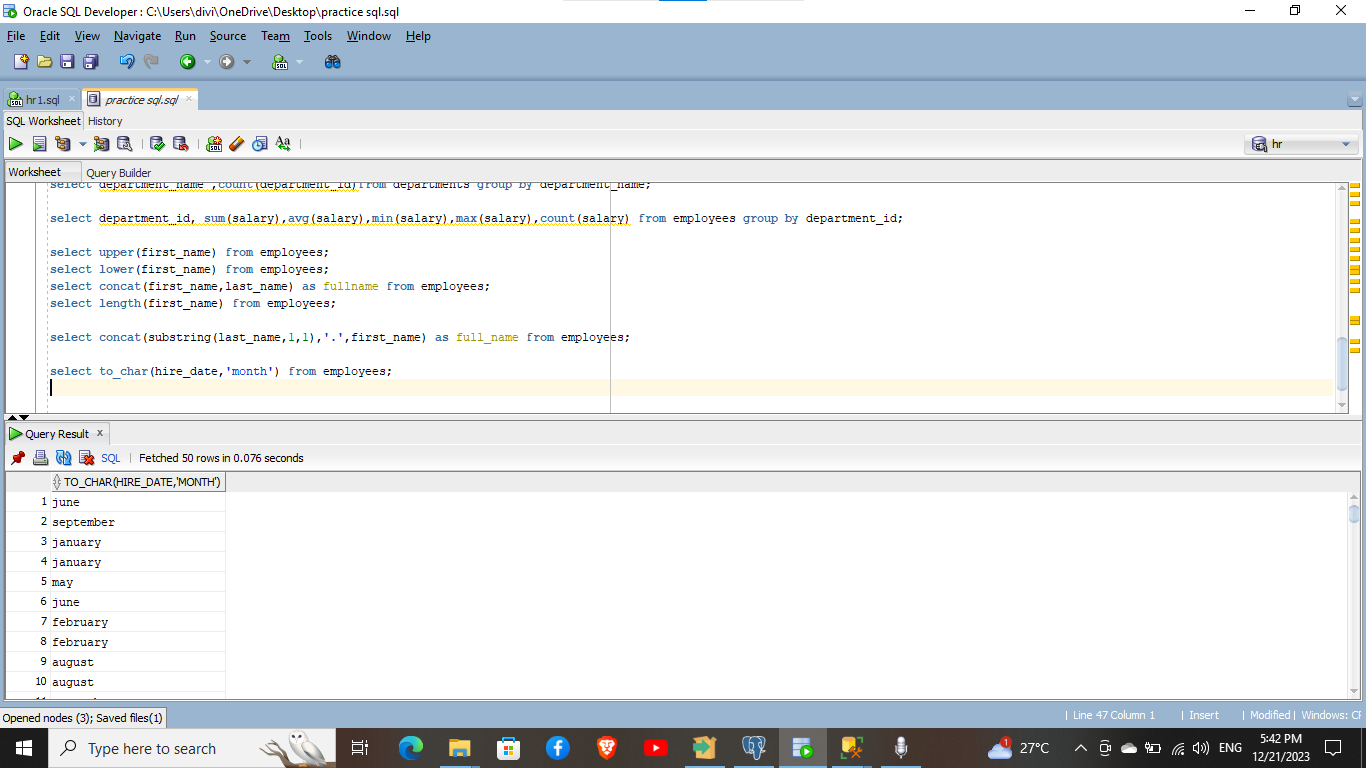 Oracle SQL Developer : C:\Users\divi\OneDrive\Desktop\practice sql.sql
File Edit View Navigate Run Source Team Tools Window Help
hr1.sql × practice sql.sql ×
SQL Worksheet History
Aa hr
Worksheet Query Builder
select department_name ,count(department_id)from departments group by department_name;
select department_id, sum(salary),avg(salary),min(salary),max(salary),count(salary) from employees group by department_id;
select upper(first_name) from employees;
select lower(first_name) from employees;
select concat(first_name,last_name) as fullname from employees;
select length(first_name) from employees;
select concat(substring(last_name,1,1),'.',first_name) as full_name from employees;
select to_char(hire_date,'month') from employees;
Query Result x
SQL | Fetched 50 rows in 0.076 seconds
TO_CHAR(HIRE_DATE,'MONTH')
1 june
2 september
3 january
4 january
5 may
6 june
7 february
8 february
9 august
10 august
Opened nodes (3); Saved files(1) | Line 47 Column 1 | Insert | Modified | Windows: CF
Type here to search 27°C ENG 5:42 PM
12/21/2023